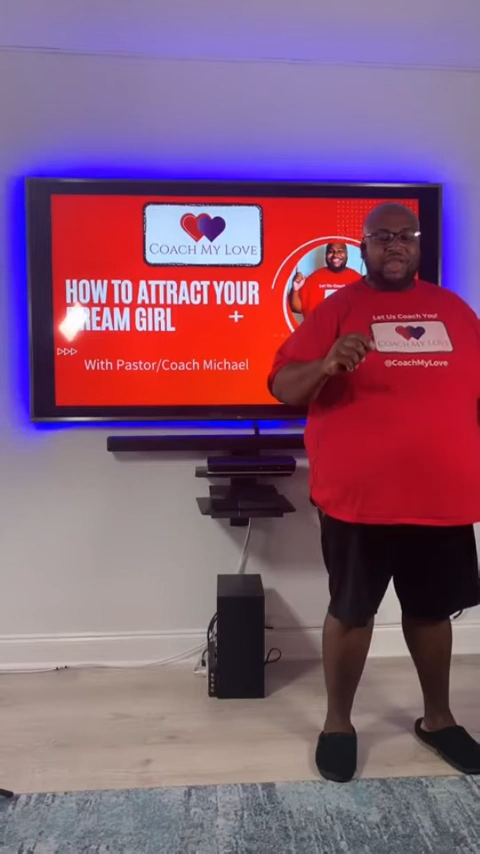 COACH MY LOVE
HOW TO ATTRACT YOUR
DREAM GIRL
With Pastor/Coach Michael
Let Us Coach You!
COACH MY LOVE
@CoachMyLove